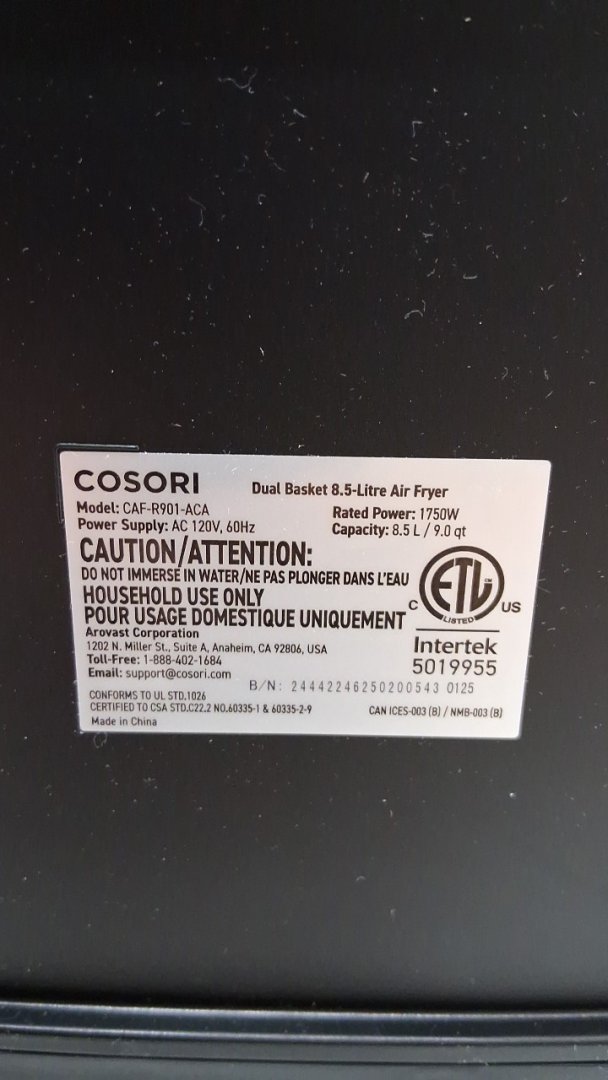 COSORI
Dual Basket 8.5-Litre Air Fryer
Model: CAF-R901-ACA
Rated Power: 1750W
Power Supply: AC 120V, 60Hz
Capacity: 8.5 L / 9.0 qt
CAUTION/ATTENTION:
DO NOT IMMERSE IN WATER/NE PAS PLONGER DANS L'EAU
HOUSEHOLD USE ONLY
POUR USAGE DOMESTIQUE UNIQUEMENT
C ETL CM US
LISTED
Intertek
5019955
Arovast Corporation
1202 N. Miller St., Suite A, Anaheim, CA 92806, USA
Toll-Free: 1-888-402-1684
Email: support@cosori.com
B/N: 24442246250200543 0125
CONFORMS TO UL STD.1026
CERTIFIED TO CSA STD.C22.2 NO.60335-1 & 60335-2-9
CAN ICES-003 (B) / NMB-003 (B)
Made in China